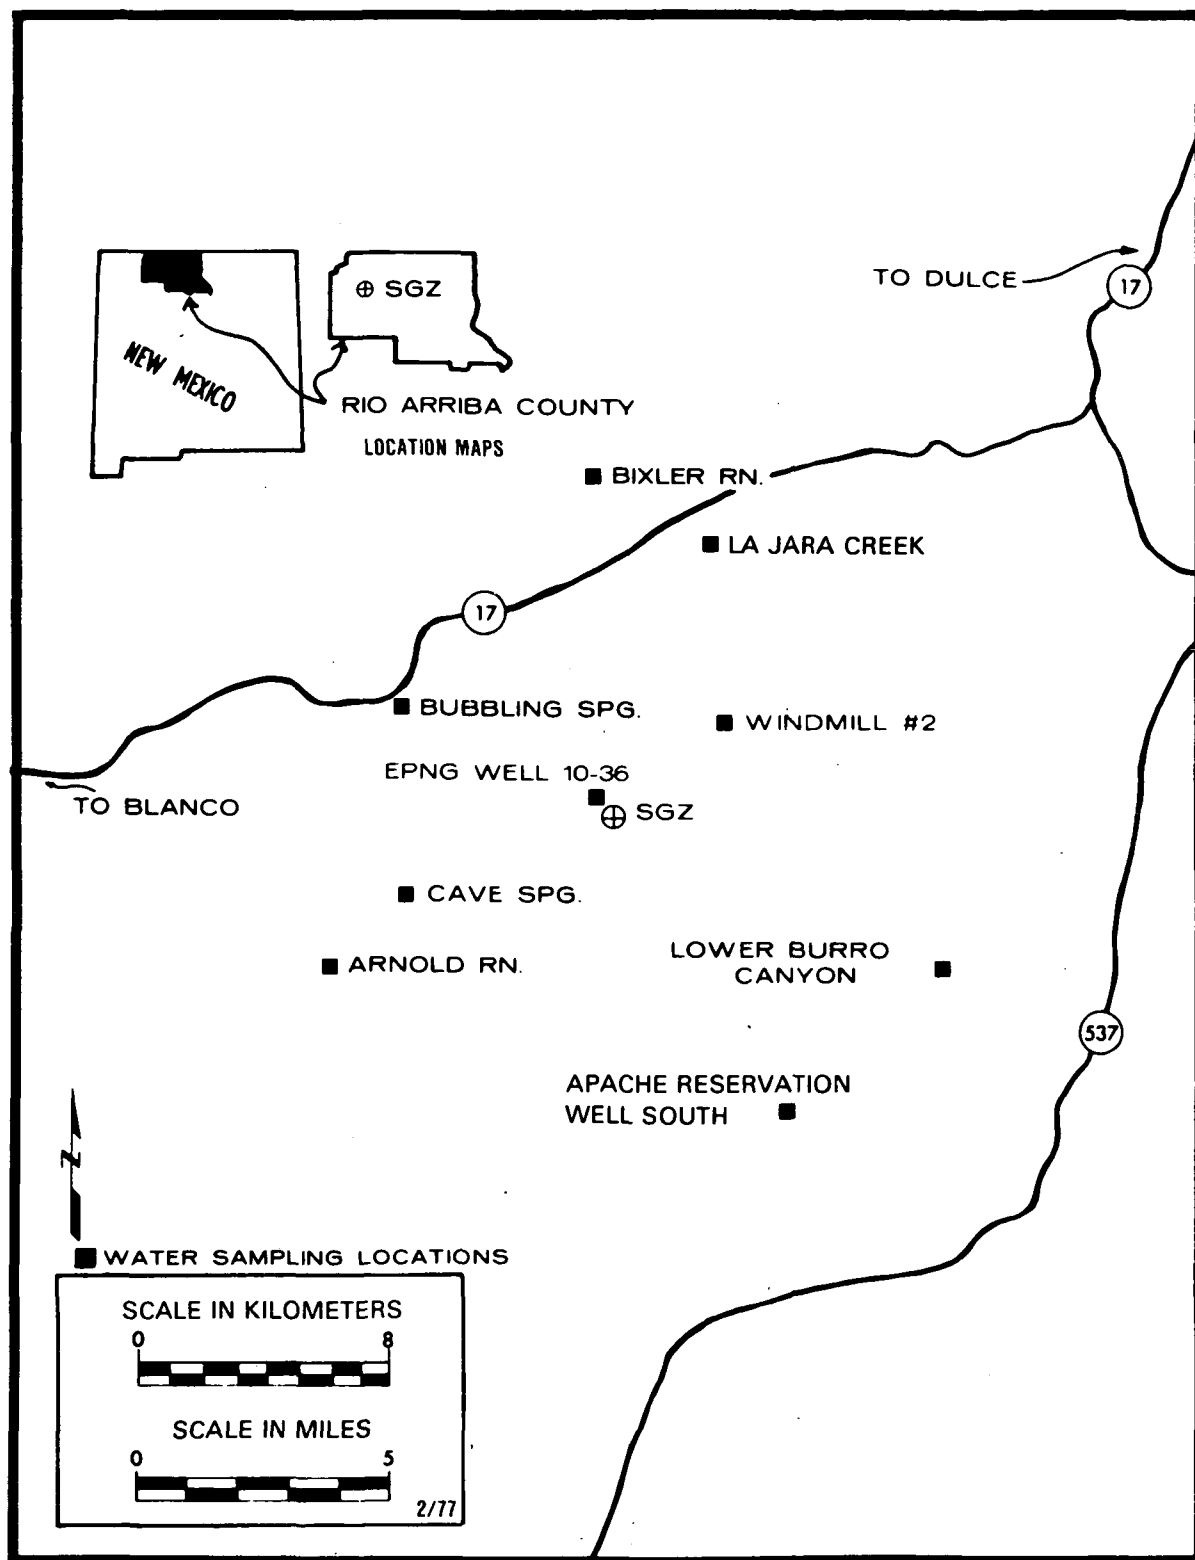 TO DULCE
17
SGZ
NEW MEXICO
RIO ARRIBA COUNTY
LOCATION MAPS
BIXLER RN.
LA JARA CREEK
17
BUBBLING SPG.
WINDMILL #2
EPNG WELL 10-36
SGZ
TO BLANCO
CAVE SPG.
ARNOLD RN.
LOWER BURRO
CANYON
537
APACHE RESERVATION
WELL SOUTH
N
WATER SAMPLING LOCATIONS
SCALE IN KILOMETERS
0 8
SCALE IN MILES
0 5
2/77